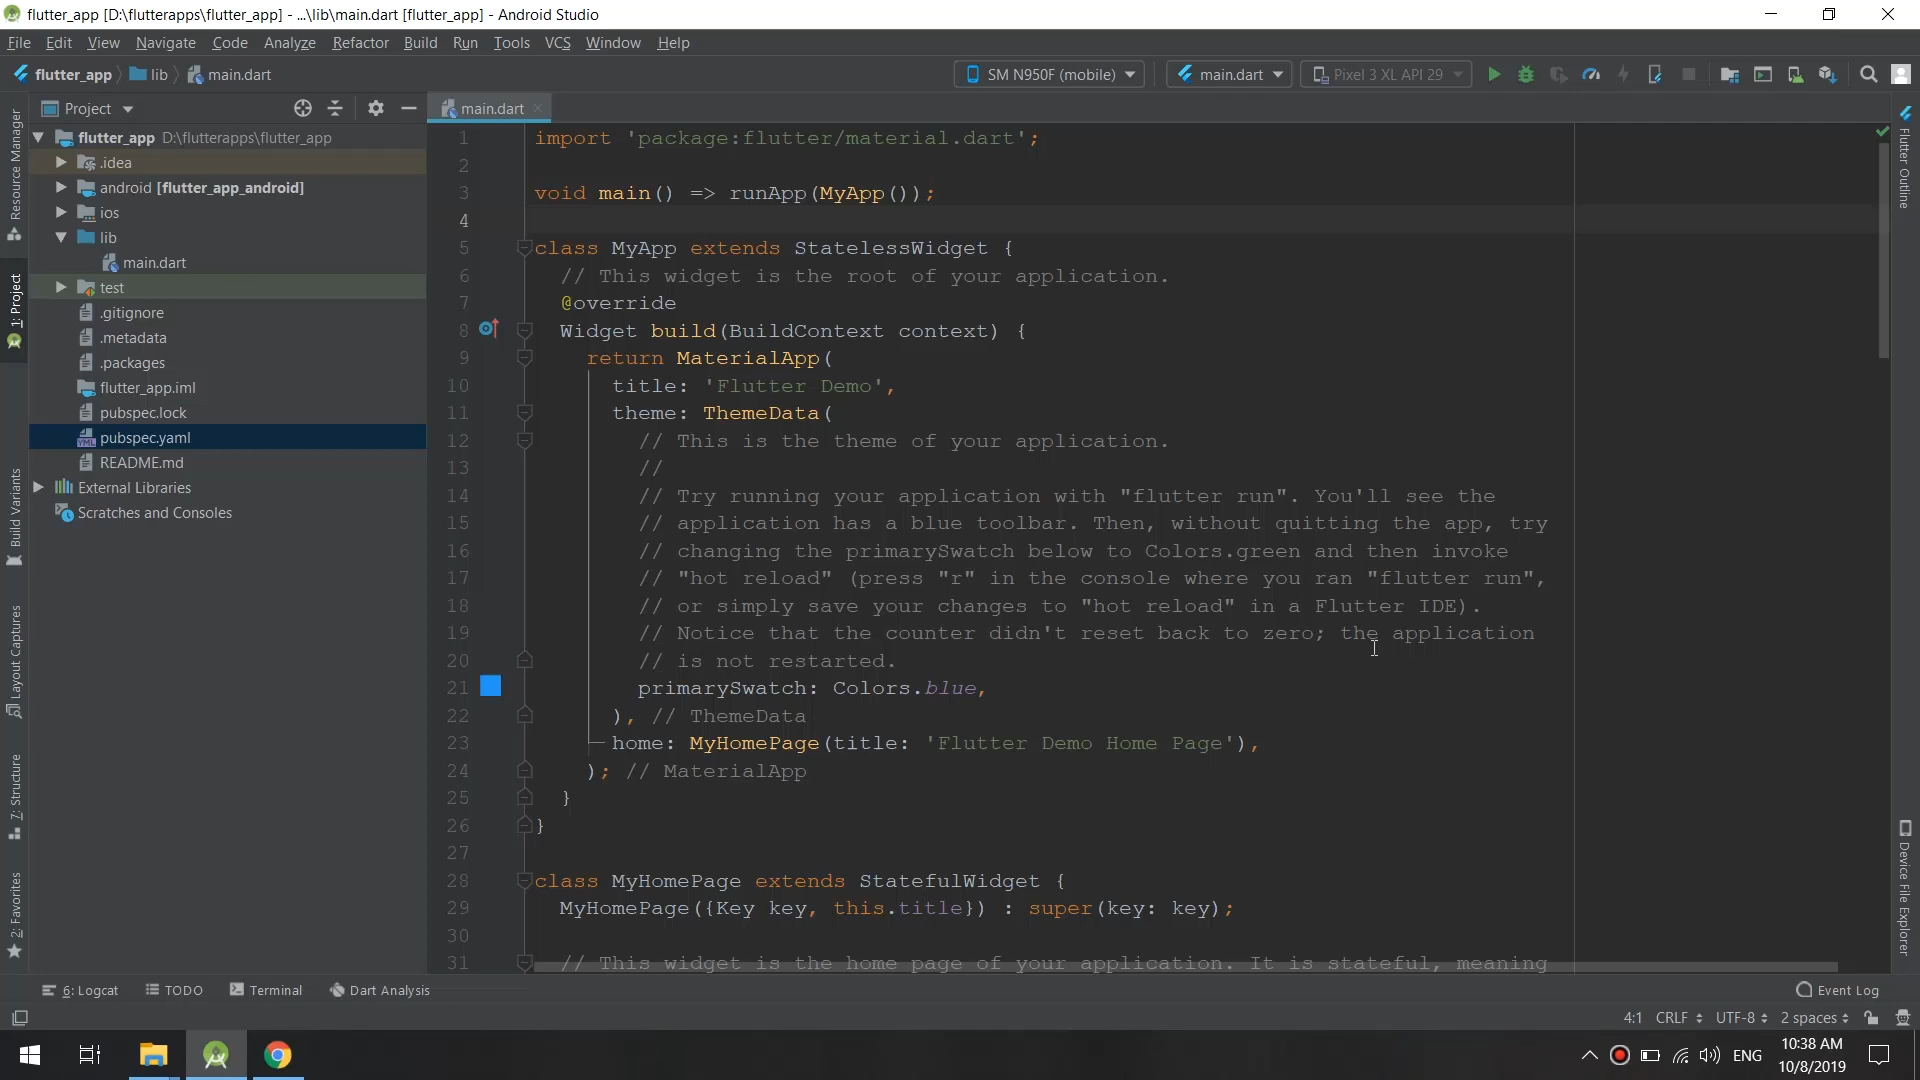 flutter_app [D:\flutterapps\flutter_app] - ...\lib\main.dart [flutter_app] - Android Studio
File Edit View Navigate Code Analyze Refactor Build Run Tools VCS Window Help
flutter_app lib main.dart SM N950F (mobile) main.dart Pixel 3 XL API 29
Project main.dart
Resource Manager
1: Project
Build Variants
Layout Captures
7: Structure
2: Favorites
flutter_app D:\flutterapps\flutter_app
.idea
android [flutter_app_android]
ios
lib
main.dart
test
.gitignore
.metadata
.packages
flutter_app.iml
pubspec.lock
pubspec.yaml
README.md
External Libraries
Scratches and Consoles
1 import 'package:flutter/material.dart';
2
3 void main() => runApp(MyApp());
4
5 class MyApp extends StatelessWidget {
6 // This widget is the root of your application.
7 @override
8 Widget build(BuildContext context) {
9 return MaterialApp(
10 title: 'Flutter Demo',
11 theme: ThemeData(
12 // This is the theme of your application.
13 //
14 // Try running your application with "flutter run". You'll see the
15 // application has a blue toolbar. Then, without quitting the app, try
16 // changing the primarySwatch below to Colors.green and then invoke
17 // "hot reload" (press "r" in the console where you ran "flutter run",
18 // or simply save your changes to "hot reload" in a Flutter IDE).
19 // Notice that the counter didn't reset back to zero; the application
20 // is not restarted.
21 primarySwatch: Colors.blue,
22 ), // ThemeData
23 home: MyHomePage(title: 'Flutter Demo Home Page'),
24 ); // MaterialApp
25 }
26 }
27
28 class MyHomePage extends StatefulWidget {
29 MyHomePage({Key key, this.title}) : super(key: key);
30
31 // This widget is the home page of your application. It is stateful, meaning
Flutter Outline
Device File Explorer
6: Logcat TODO Terminal Dart Analysis Event Log
4:1 CRLF UTF-8 2 spaces
ENG 10:38 AM
10/8/2019